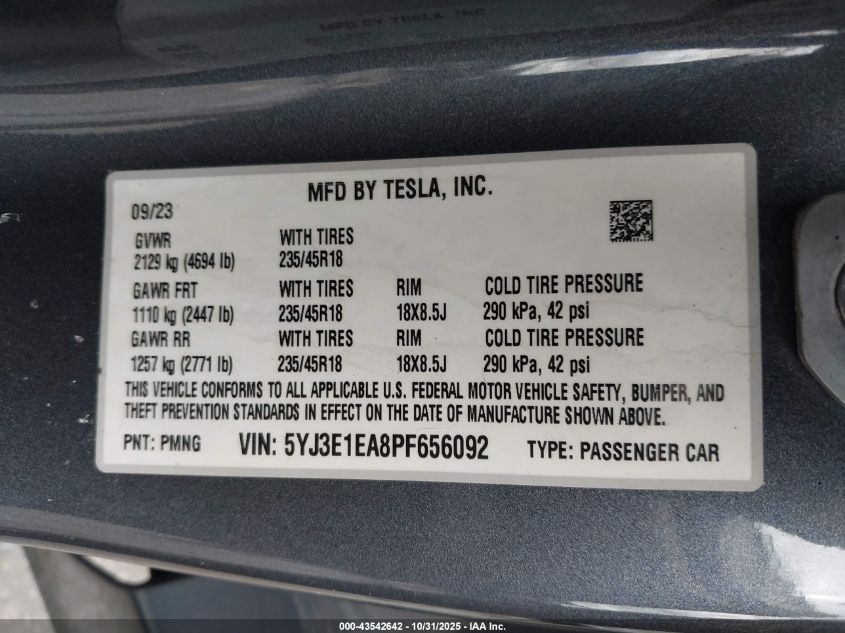 MFD BY TESLA, INC.
09/23
GVWR WITH TIRES
2129 kg (4694 lb) 235/45R18
GAWR FRT WITH TIRES RIM COLD TIRE PRESSURE
1110 kg (2447 lb) 235/45R18 18X8.5J 290 kPa, 42 psi
GAWR RR WITH TIRES RIM COLD TIRE PRESSURE
1257 kg (2771 lb) 235/45R18 18X8.5J 290 kPa, 42 psi
THIS VEHICLE CONFORMS TO ALL APPLICABLE U.S. FEDERAL MOTOR VEHICLE SAFETY, BUMPER, AND
THEFT PREVENTION STANDARDS IN EFFECT ON THE DATE OF MANUFACTURE SHOWN ABOVE.
PNT: PMNG VIN: 5YJ3E1EA8PF656092 TYPE: PASSENGER CAR
000-43542642 - 10/31/2025 - IAA Inc.